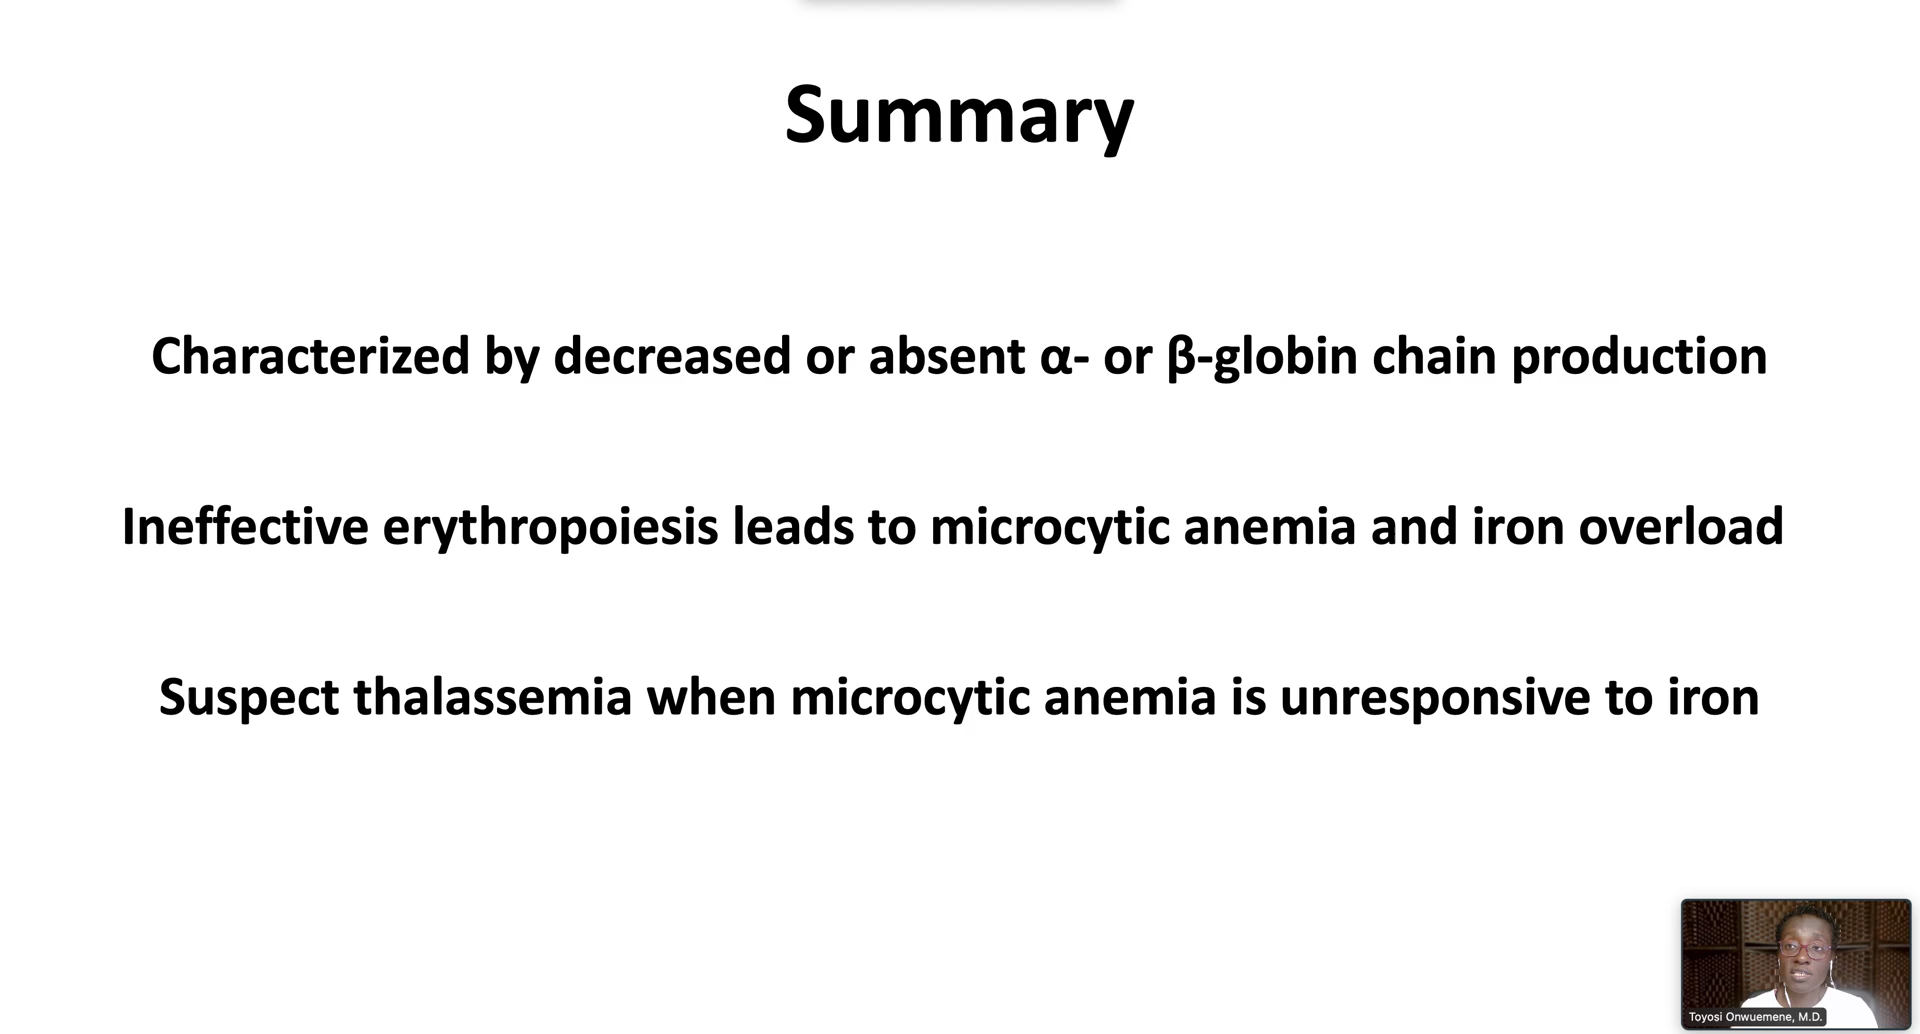 Summary
Characterized by decreased or absent α- or β-globin chain production
Ineffective erythropoiesis leads to microcytic anemia and iron overload
Suspect thalassemia when microcytic anemia is unresponsive to iron
Toyosi Onwuemene, M.D.